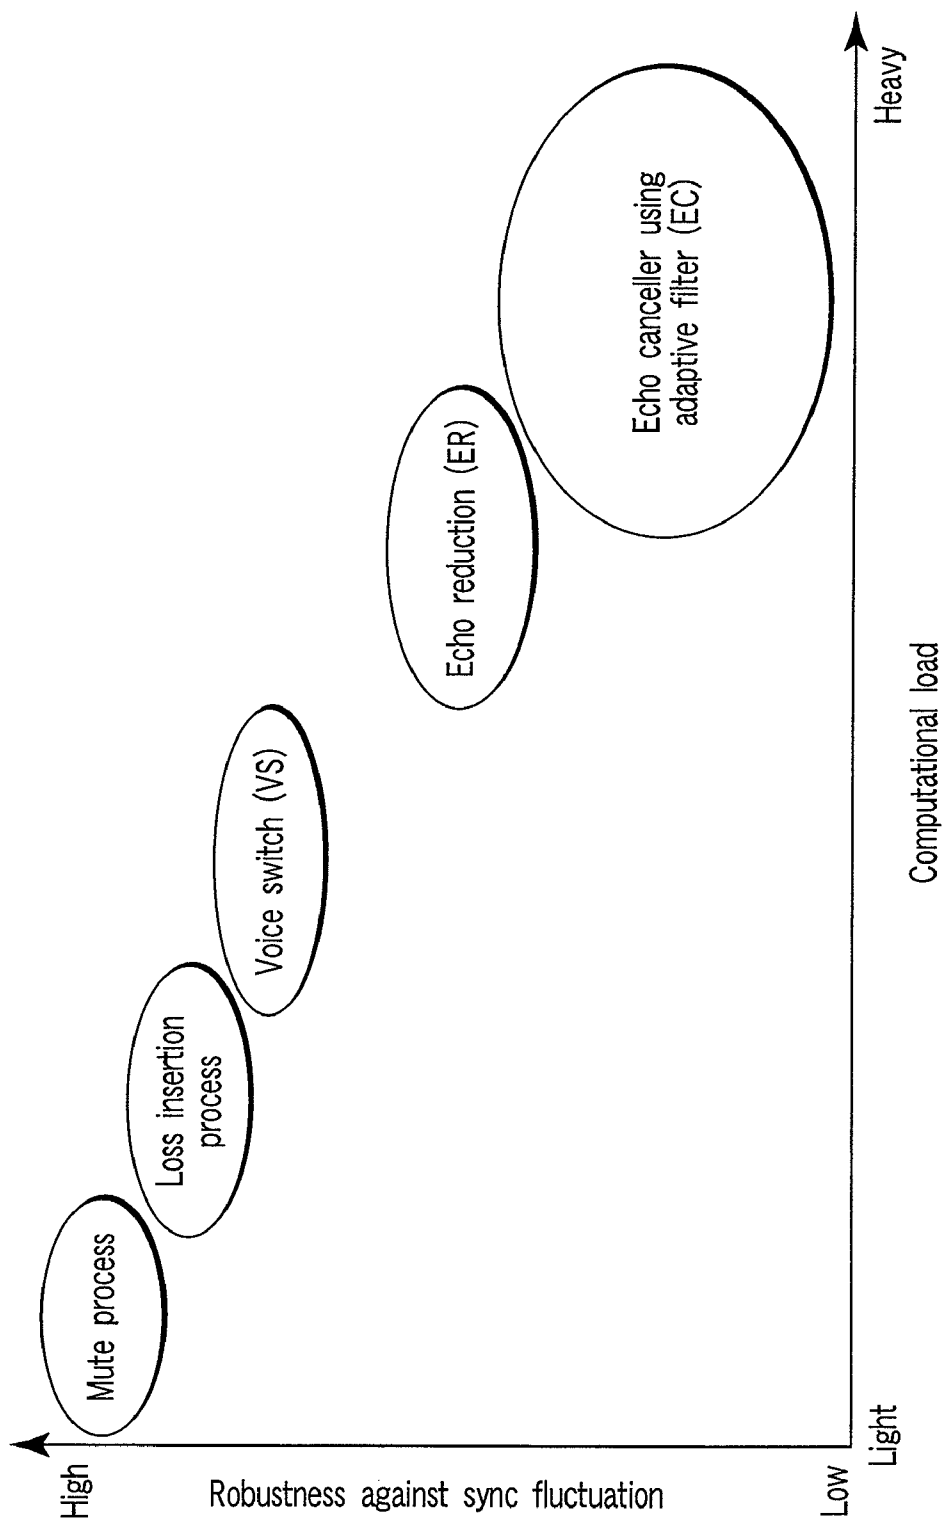 High
Robustness against sync fluctuation
Low
Mute process
Loss insertion
process
Voice switch (VS)
Echo reduction (ER)
Echo canceller using
adaptive filter (EC)
Light
Computational load
Heavy